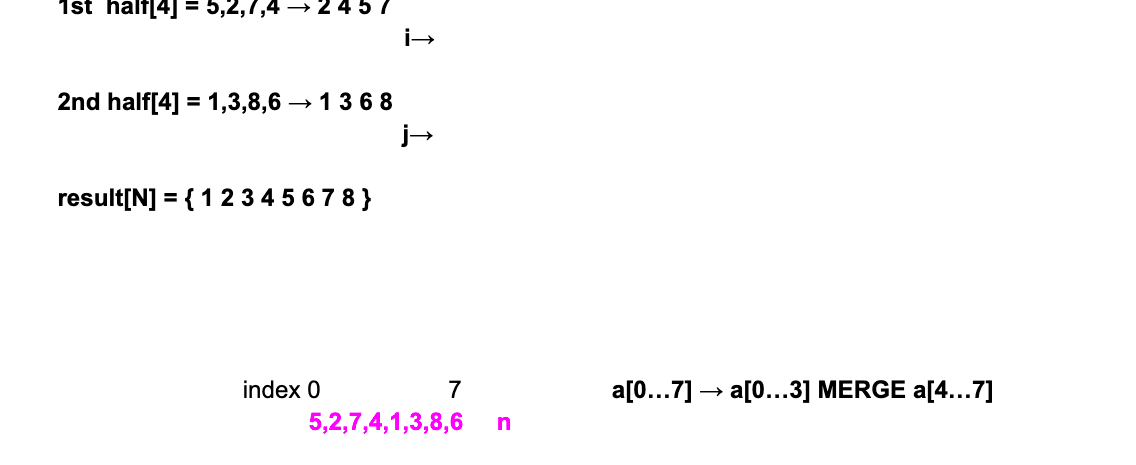 1st  half[4] = 5,2,7,4 → 2 4 5 7
i→
2nd half[4] = 1,3,8,6 → 1 3 6 8
j→
result[N] = { 1 2 3 4 5 6 7 8 }
index 0 7 a[0...7] → a[0...3] MERGE a[4...7]
5,2,7,4,1,3,8,6 n